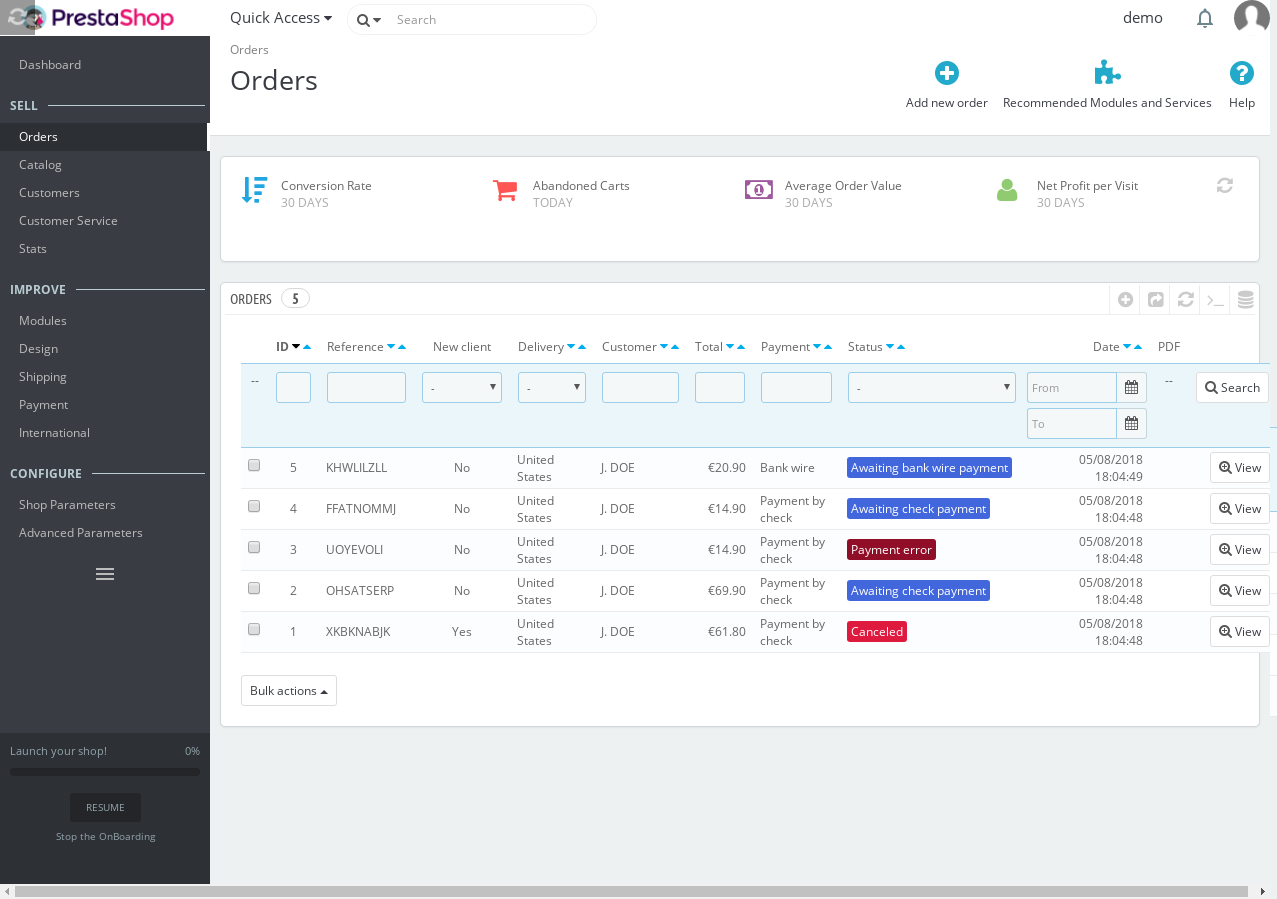 PrestaShop
Quick Access
Search
demo
Orders
Orders
Add new order
Recommended Modules and Services
Help
Dashboard
SELL
Orders
Catalog
Customers
Customer Service
Stats
IMPROVE
Modules
Design
Shipping
Payment
International
CONFIGURE
Shop Parameters
Advanced Parameters
Launch your shop! 0%
RESUME
Stop the OnBoarding
Conversion Rate
30 DAYS
Abandoned Carts
TODAY
Average Order Value
30 DAYS
Net Profit per Visit
30 DAYS
ORDERS 5
ID Reference New client Delivery Customer Total Payment Status Date PDF
-- - - - From -- Search
To
5 KHWLILZLL No United States J. DOE €20.90 Bank wire Awaiting bank wire payment 05/08/2018 18:04:49 View
4 FFATNOMMJ No United States J. DOE €14.90 Payment by check Awaiting check payment 05/08/2018 18:04:48 View
3 UOYEVOLI No United States J. DOE €14.90 Payment by check Payment error 05/08/2018 18:04:48 View
2 OHSATSERP No United States J. DOE €69.90 Payment by check Awaiting check payment 05/08/2018 18:04:48 View
1 XKBKNABJK Yes United States J. DOE €61.80 Payment by check Canceled 05/08/2018 18:04:48 View
Bulk actions